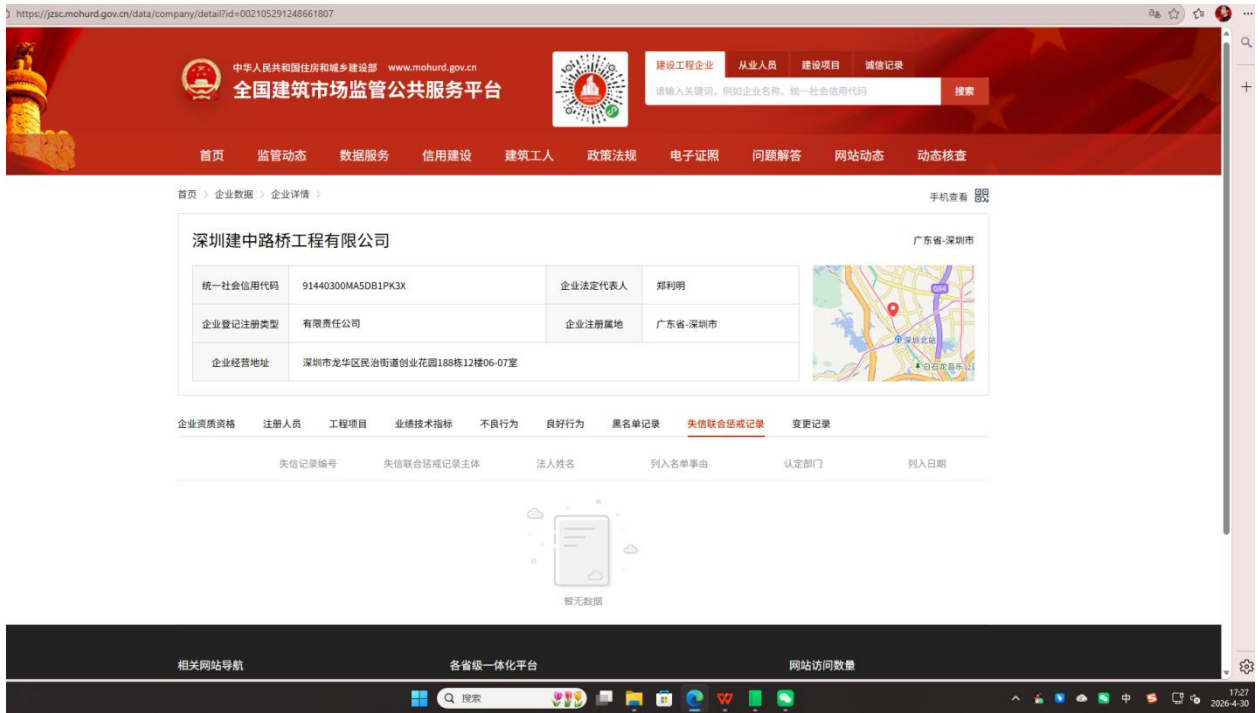 https://jzsc.mohurd.gov.cn/data/company/detail?id=002105291248661807
中华人民共和国住房和城乡建设部 www.mohurd.gov.cn
全国建筑市场监管公共服务平台
建设工程企业 从业人员 建设项目 诚信记录
请输入关键词，例如企业名称、统一社会信用代码 搜索
首页 监管动态 数据服务 信用建设 建筑工人 政策法规 电子证照 问题解答 网站动态 动态核查
首页 > 企业数据 > 企业详情 > 手机查看
深圳建中路桥工程有限公司 广东省-深圳市
统一社会信用代码 91440300MA5DB1PK3X 企业法定代表人 郑利明
企业登记注册类型 有限责任公司 企业注册属地 广东省-深圳市
企业经营地址 深圳市龙华区民治街道创业花园188栋12楼06-07室
G94
深圳北站
白石龙音乐公
企业资质资格 注册人员 工程项目 业绩技术指标 不良行为 良好行为 黑名单记录 失信联合惩戒记录 变更记录
失信记录编号 失信联合惩戒记录主体 法人姓名 列入名单事由 认定部门 列入日期
暂无数据
相关网站导航 各省级一体化平台 网站访问数量
搜索 中 17:27
2026-4-30